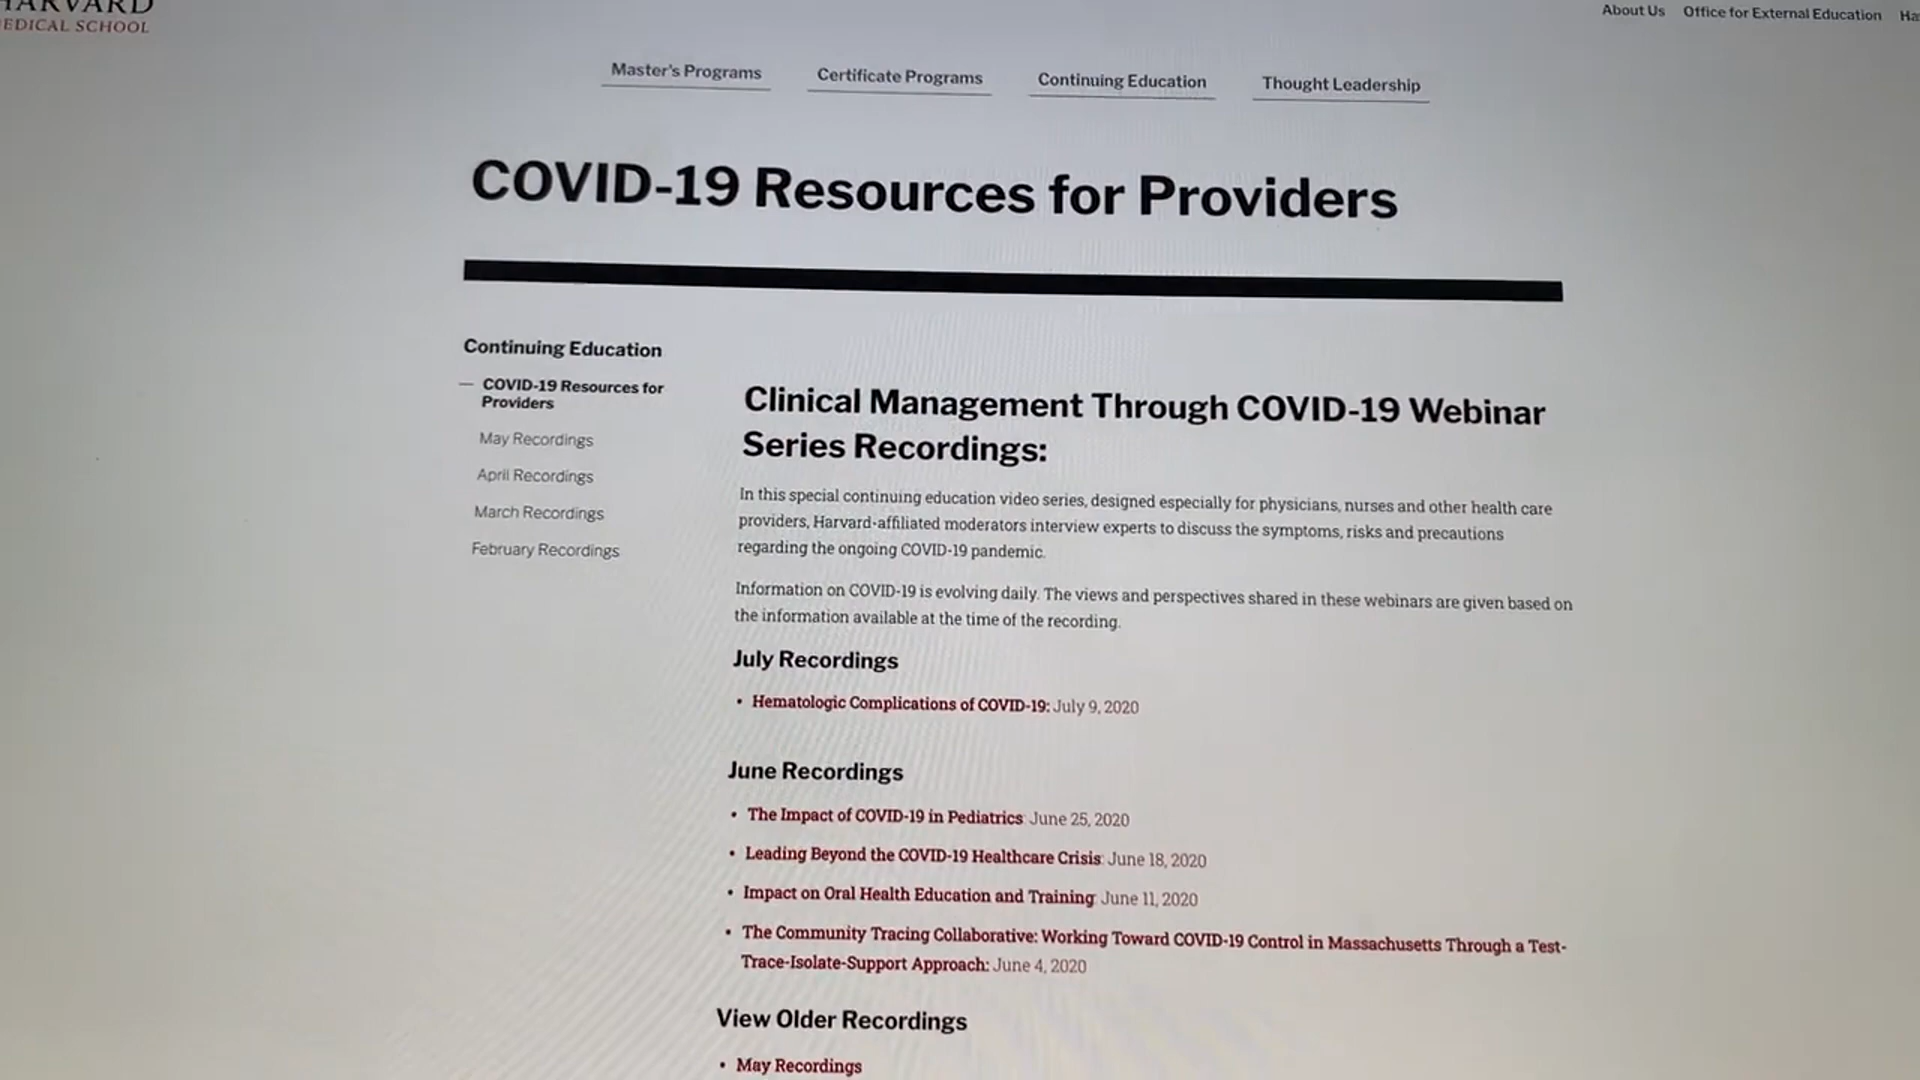 HARVARD
MEDICAL SCHOOL
About Us Office for External Education
Master's Programs Certificate Programs Continuing Education Thought Leadership
COVID-19 Resources for Providers
Continuing Education
— COVID-19 Resources for
Providers
May Recordings
April Recordings
March Recordings
February Recordings
Clinical Management Through COVID-19 Webinar
Series Recordings:
In this special continuing education video series, designed especially for physicians, nurses and other health care
providers, Harvard-affiliated moderators interview experts to discuss the symptoms, risks and precautions
regarding the ongoing COVID-19 pandemic.
Information on COVID-19 is evolving daily. The views and perspectives shared in these webinars are given based on
the information available at the time of the recording.
July Recordings
• Hematologic Complications of COVID-19: July 9, 2020
June Recordings
• The Impact of COVID-19 in Pediatrics: June 25, 2020
• Leading Beyond the COVID-19 Healthcare Crisis: June 18, 2020
• Impact on Oral Health Education and Training: June 11, 2020
• The Community Tracing Collaborative: Working Toward COVID-19 Control in Massachusetts Through a Test-
Trace-Isolate-Support Approach: June 4, 2020
View Older Recordings
• May Recordings